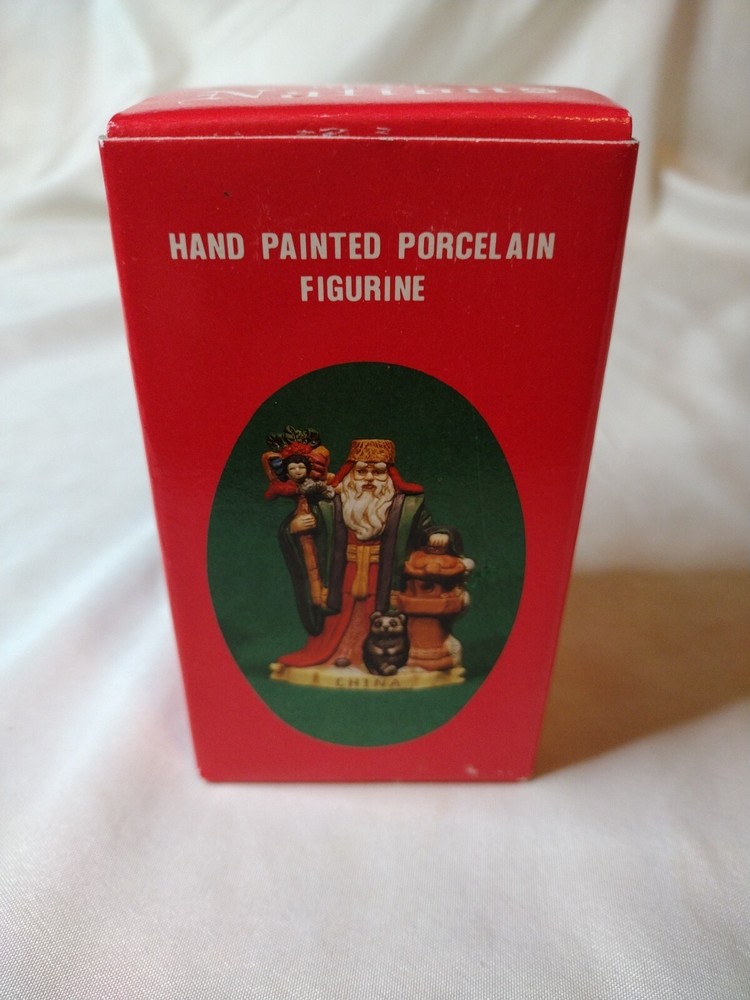 Nations
HAND PAINTED PORCELAIN
FIGURINE
CHINA